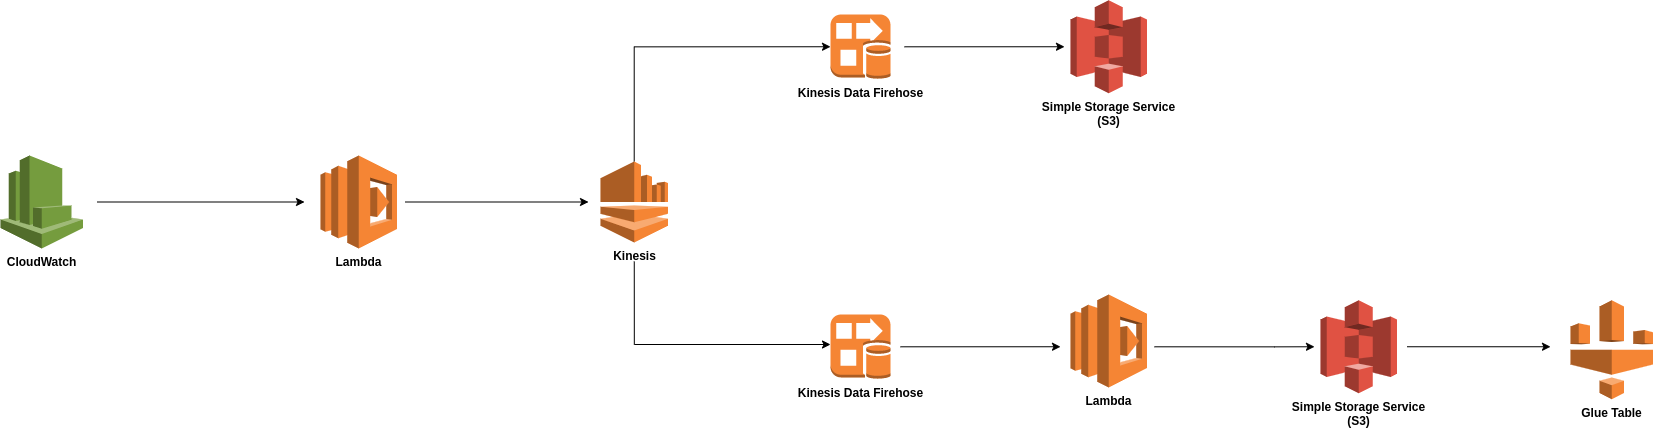 Kinesis Data Firehose
Simple Storage Service
(S3)
CloudWatch
Lambda
Kinesis
Kinesis Data Firehose
Lambda
Simple Storage Service
(S3)
Glue Table